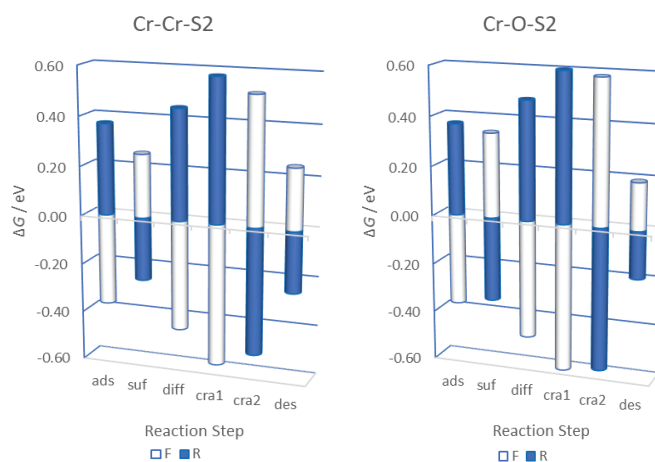 Cr-Cr-S2
0.60
0.40
0.20
0.00
-0.20
-0.40
-0.60
ΔG / eV
ads suf diff cra1 cra2 des
Reaction Step
F R
Cr-O-S2
0.60
0.40
0.20
0.00
-0.20
-0.40
-0.60
ΔG / eV
ads suf diff cra1 cra2 des
Reaction Step
F R